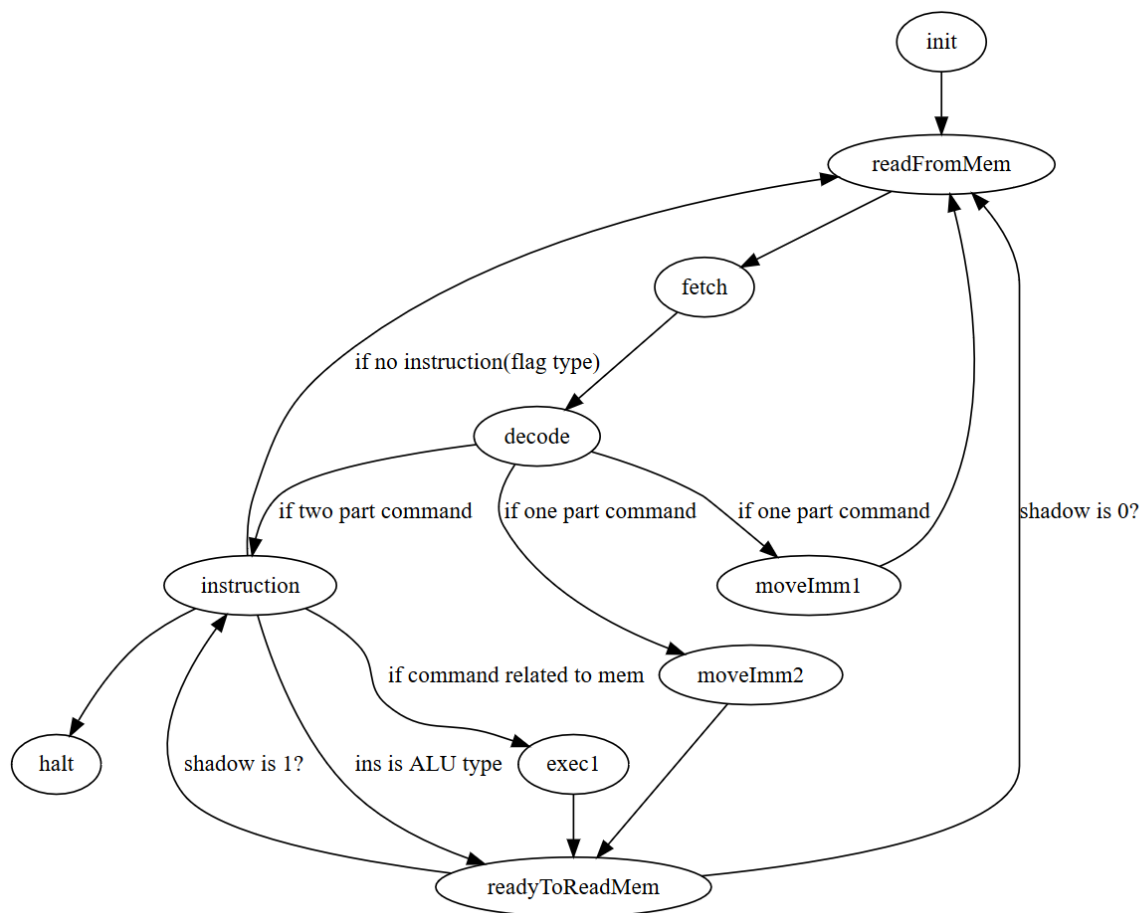 init
readFromMem
fetch
if no instruction(flag type)
decode
if two part command
if one part command
if one part command
shadow is 0?
instruction
moveImm1
if command related to mem
moveImm2
halt
shadow is 1?
ins is ALU type
exec1
readyToReadMem